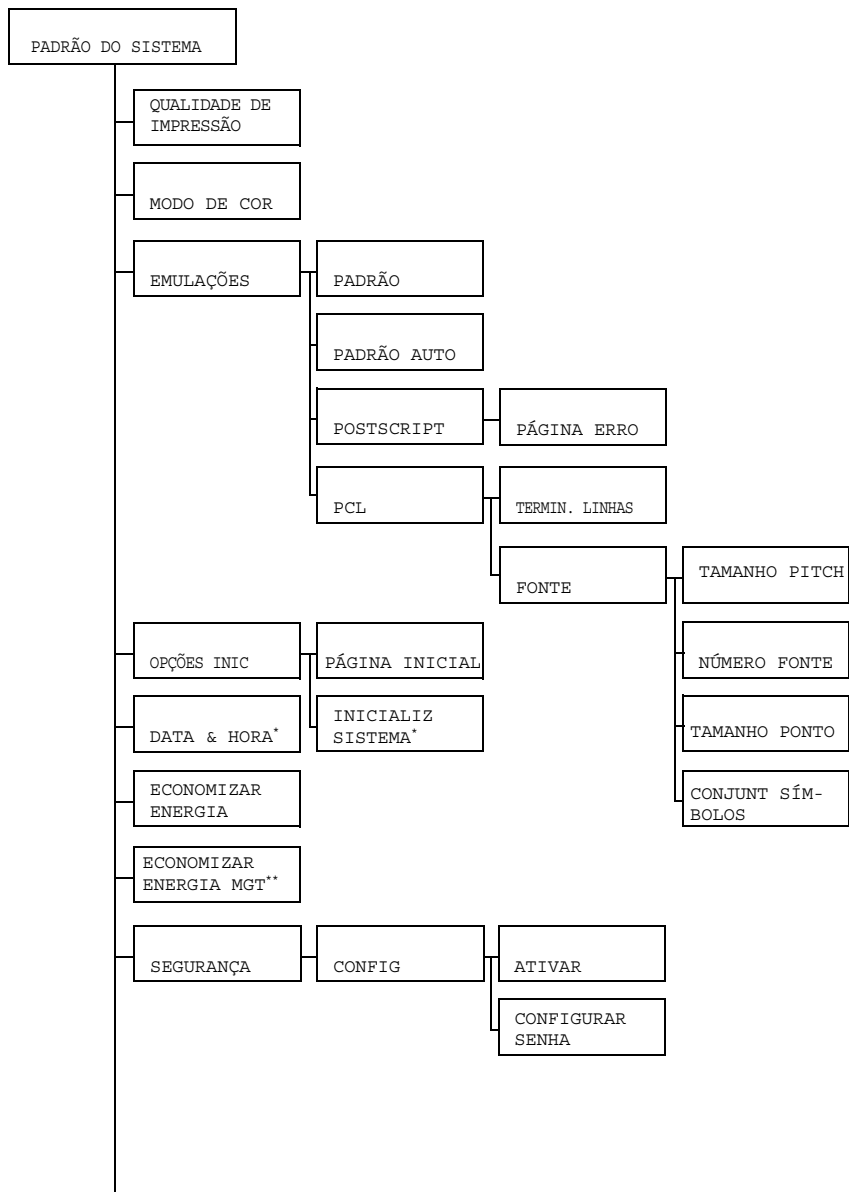 PADRÃO DO SISTEMA
QUALIDADE DE
IMPRESSÃO
MODO DE COR
EMULAÇÕES
PADRÃO
PADRÃO AUTO
POSTSCRIPT
PÁGINA ERRO
PCL
TERMIN. LINHAS
FONTE
TAMANHO PITCH
NÚMERO FONTE
TAMANHO PONTO
CONJUNT SÍM-
BOLOS
OPÇÕES INIC
PÁGINA INICIAL
INICIALIZ
SISTEMA*
DATA & HORA*
ECONOMIZAR
ENERGIA
ECONOMIZAR
ENERGIA MGT**
SEGURANÇA
CONFIG
ATIVAR
CONFIGURAR
SENHA